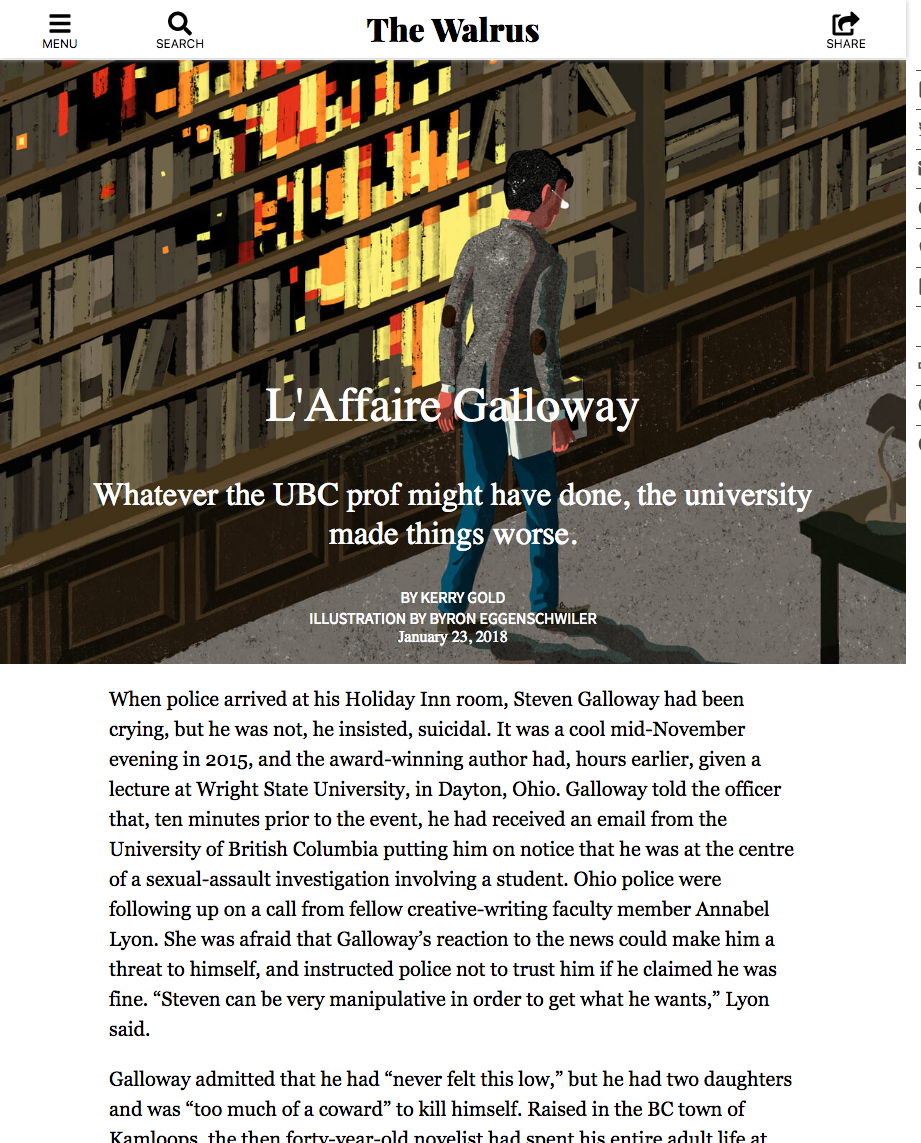 The Walrus
MENU
SEARCH
SHARE
L'Affaire Galloway
Whatever the UBC prof might have done, the university
made things worse.
BY KERRY GOLD
ILLUSTRATION BY BYRON EGGENSCHWILER
January 23, 2018
When police arrived at his Holiday Inn room, Steven Galloway had been
crying, but he was not, he insisted, suicidal. It was a cool mid-November
evening in 2015, and the award-winning author had, hours earlier, given a
lecture at Wright State University, in Dayton, Ohio. Galloway told the officer
that, ten minutes prior to the event, he had received an email from the
University of British Columbia putting him on notice that he was at the centre
of a sexual-assault investigation involving a student. Ohio police were
following up on a call from fellow creative-writing faculty member Annabel
Lyon. She was afraid that Galloway’s reaction to the news could make him a
threat to himself, and instructed police not to trust him if he claimed he was
fine. “Steven can be very manipulative in order to get what he wants,” Lyon
said.
Galloway admitted that he had “never felt this low,” but he had two daughters
and was “too much of a coward” to kill himself. Raised in the BC town of
Kamloops, the then forty-year-old novelist had spent his entire adult life at